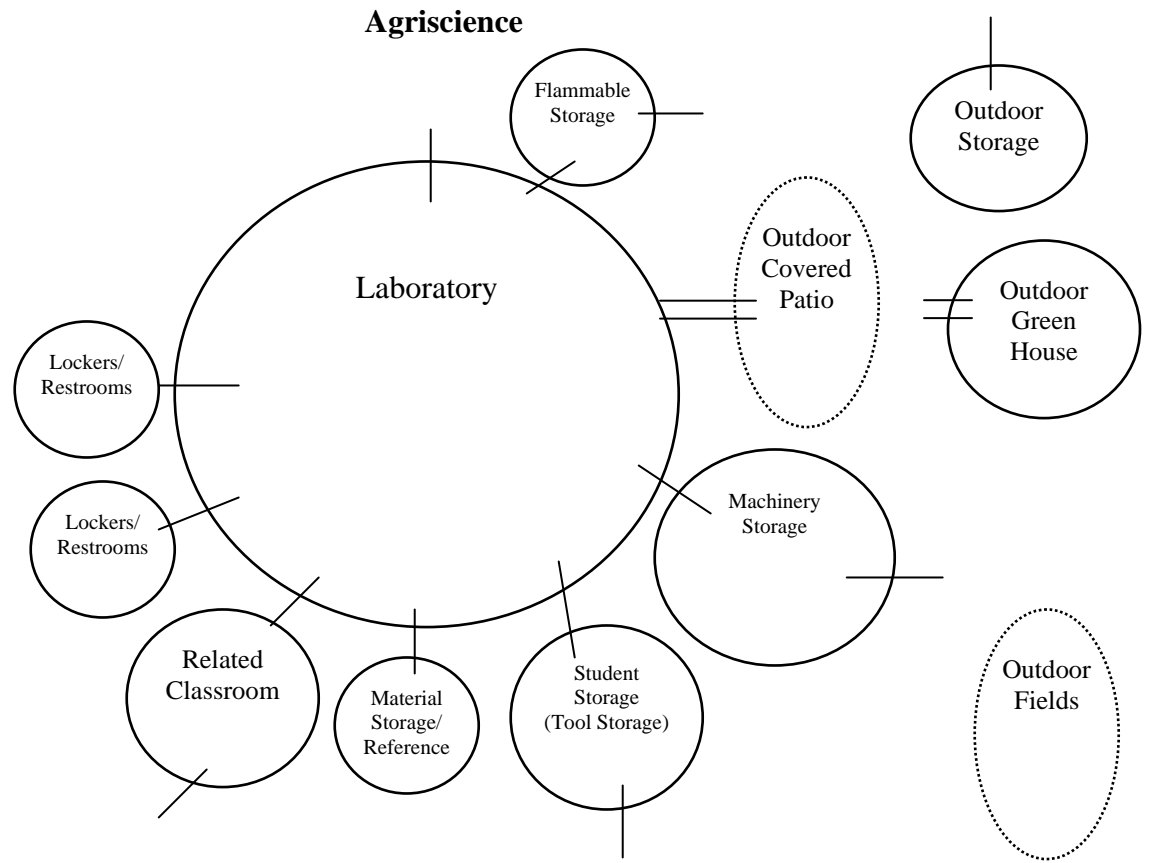 Agriscience
Flammable
Storage
Outdoor
Storage
Outdoor
Covered
Patio
Laboratory
Outdoor
Green
House
Lockers/
Restrooms
Machinery
Storage
Lockers/
Restrooms
Related
Classroom
Material
Storage/
Reference
Student
Storage
(Tool Storage)
Outdoor
Fields